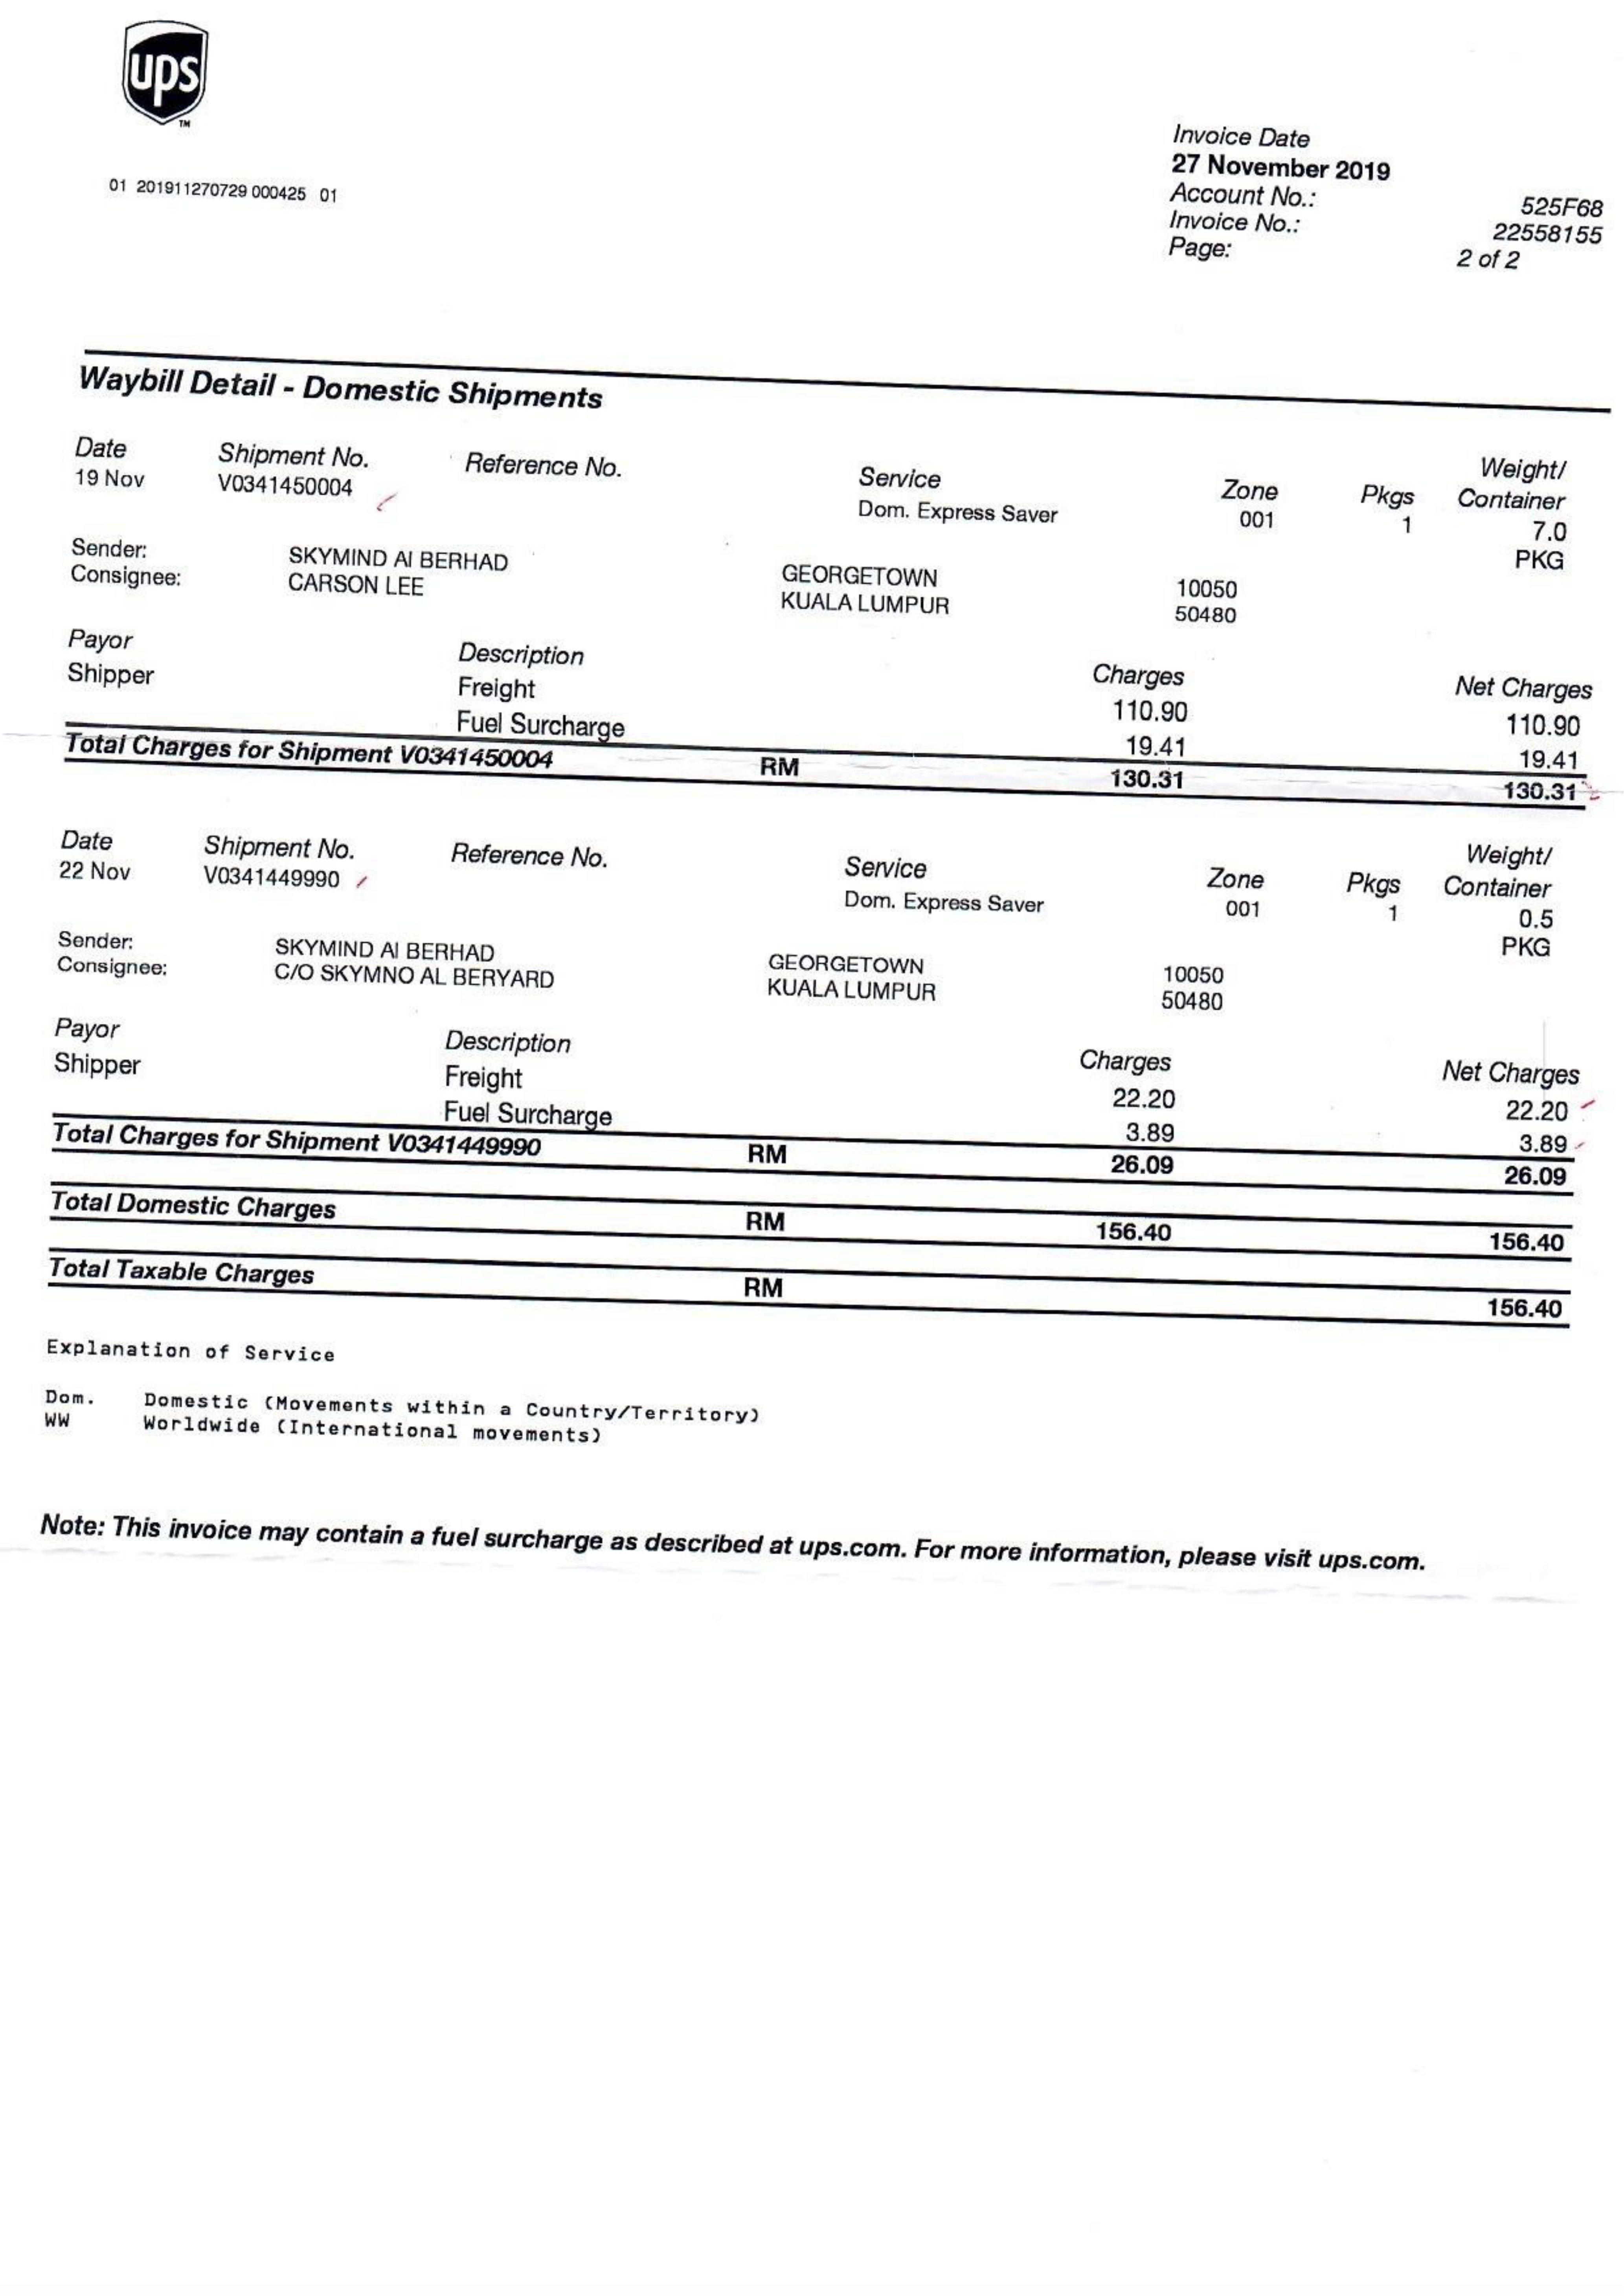 ups
TM
01 201911270729 000425 01
Invoice Date
27 November 2019
Account No.: 525F68
Invoice No.: 22558155
Page: 2 of 2
Waybill Detail - Domestic Shipments
Date Shipment No. Reference No. Service Zone Pkgs Weight/ Container
19 Nov V0341450004 Dom. Express Saver 001 1 7.0
PKG
Sender: SKYMIND AI BERHAD GEORGETOWN 10050
Consignee: CARSON LEE KUALA LUMPUR 50480
Payor Description Charges Net Charges
Shipper Freight 110.90 110.90
Fuel Surcharge 19.41 19.41
Total Charges for Shipment V0341450004 RM 130.31 130.31
Date Shipment No. Reference No. Service Zone Pkgs Weight/ Container
22 Nov V0341449990 Dom. Express Saver 001 1 0.5
PKG
Sender: SKYMIND AI BERHAD GEORGETOWN 10050
Consignee: C/O SKYMNO AL BERYARD KUALA LUMPUR 50480
Payor Description Charges Net Charges
Shipper Freight 22.20 22.20
Fuel Surcharge 3.89 3.89
Total Charges for Shipment V0341449990 RM 26.09 26.09
Total Domestic Charges RM 156.40 156.40
Total Taxable Charges RM 156.40
Explanation of Service
Dom. Domestic (Movements within a Country/Territory)
WW Worldwide (International movements)
Note: This invoice may contain a fuel surcharge as described at ups.com. For more information, please visit ups.com.